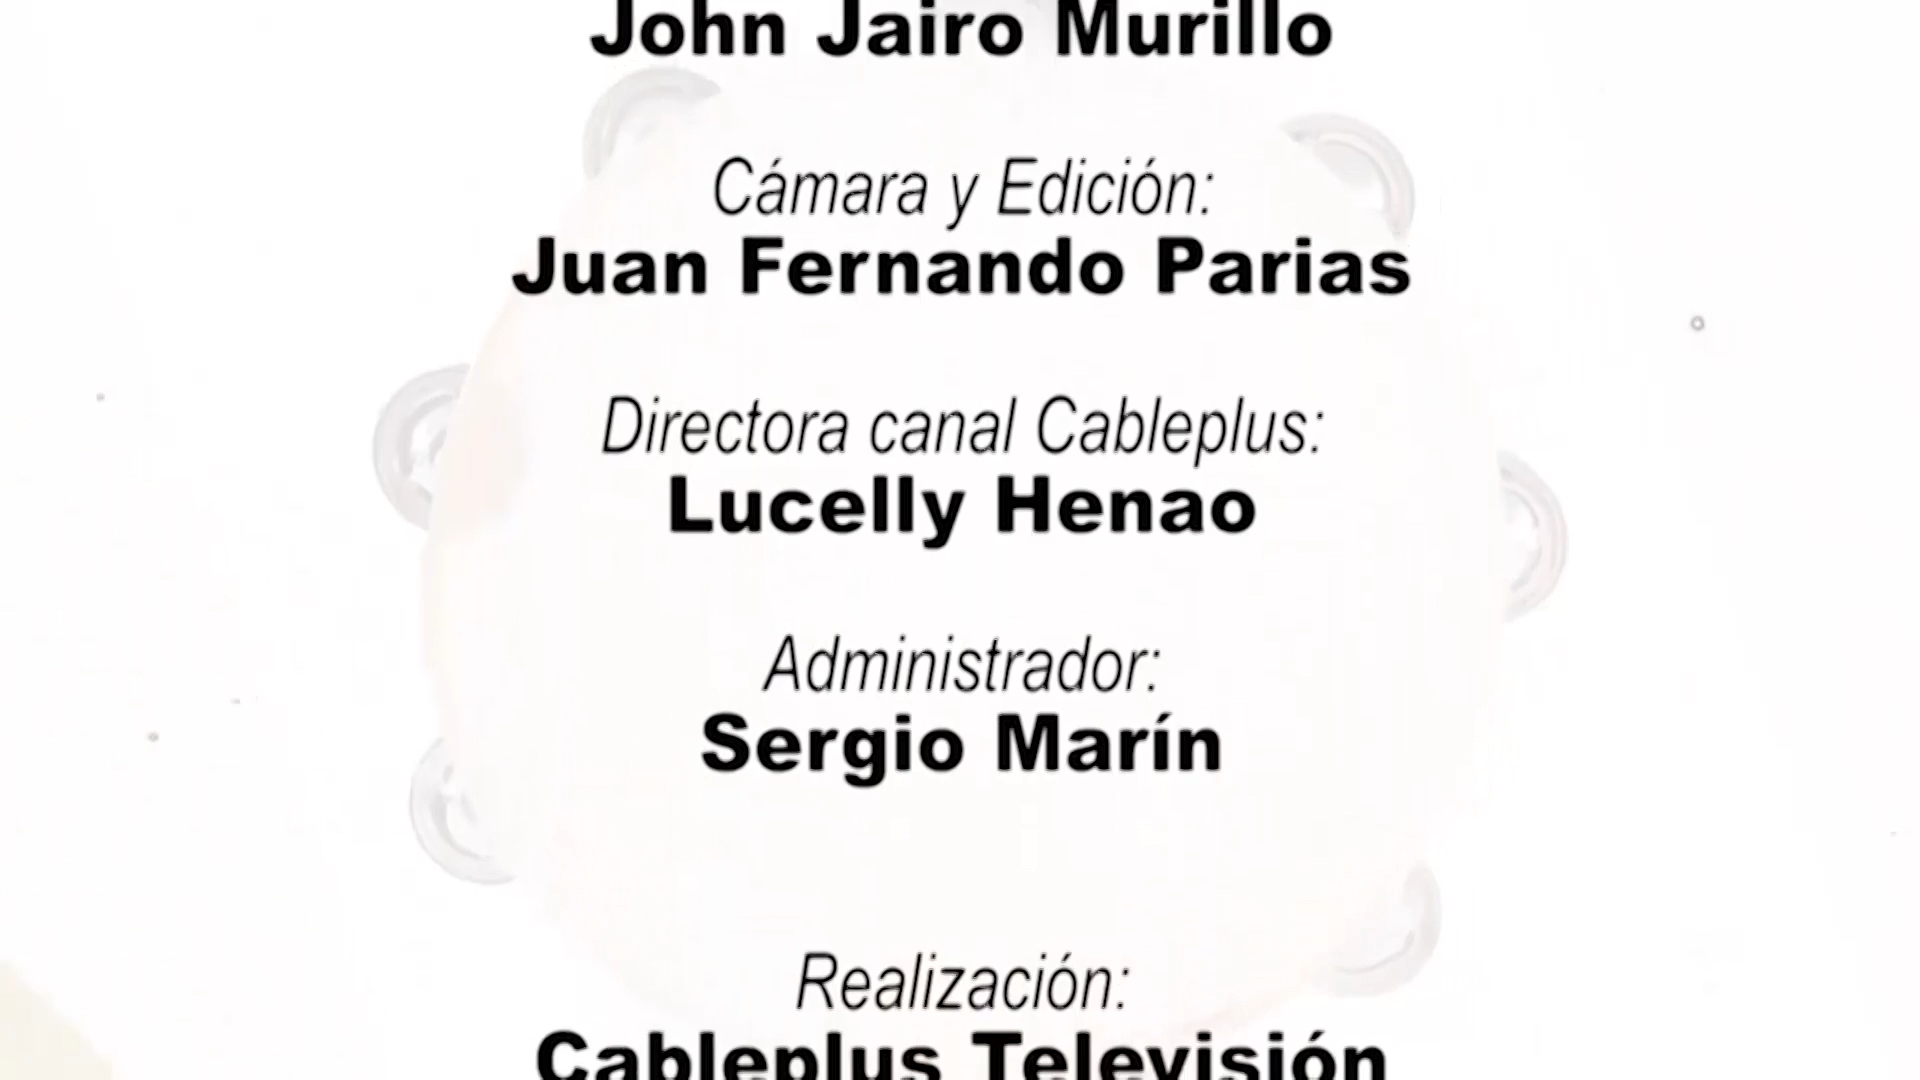 John Jairo Murillo
Cámara y Edición:
Juan Fernando Parias
Directora canal Cableplus:
Lucelly Henao
Administrador:
Sergio Marín
Realización:
Cableplus Televisión